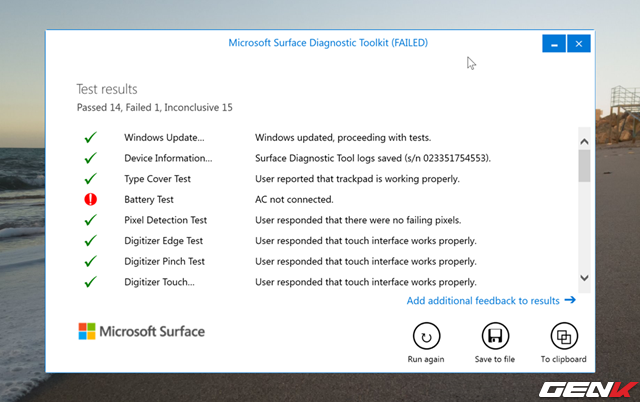 Microsoft Surface Diagnostic Toolkit (FAILED)
Test results
Passed 14, Failed 1, Inconclusive 15
Windows Update... Windows updated, proceeding with tests.
Device Information... Surface Diagnostic Tool logs saved (s/n 023351754553).
Type Cover Test User reported that trackpad is working properly.
Battery Test AC not connected.
Pixel Detection Test User responded that there were no failing pixels.
Digitizer Edge Test User responded that touch interface works properly.
Digitizer Pinch Test User responded that touch interface works properly.
Digitizer Touch... User responded that touch interface works properly.
Add additional feedback to results
Microsoft Surface
Run again Save to file To clipboard
GENK